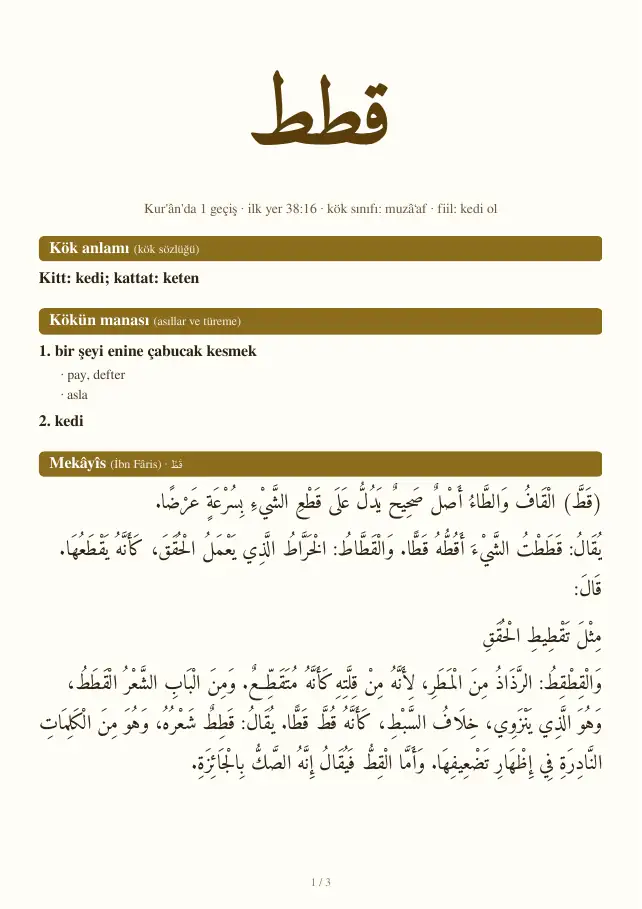 قطط
Kur'ân'da 1 geçiş · ilk yer 38:16 · kök sınıfı: muzâ'af · fiil: kedi ol
Kök anlamı (kök sözlüğü)
Kitt: kedi; kattat: keten
Kökün manası (asıllar ve türeme)
1. bir şeyi enine çabucak kesmek
· pay, defter
· asla
2. kedi
Mekâyîs (İbn Fâris) · قَطَّ
(قَطَّ) الْقَافُ وَالطَّاءُ أَصْلٌ صَحِيحٌ يَدُلُّ عَلَى قَطْعِ الشَّيْءِ بِسُرْعَةٍ عَرْضًا.
يُقَالُ: قَطَطْتُ الشَّيْءَ أَقُطُّهُ قَطًّا. وَالْقَطَّاطُ: الْخَرَّاطُ الَّذِي يَعْمَلُ الْحُقَقَ، كَأَنَّهُ يَقْطَعُهَا.
قَالَ:
مِثْلَ تَقْطِيطِ الْحُقَقِ
وَالْقِطْقِطُ: الرَّذَاذُ مِنَ الْمَطَرِ، لِأَنَّهُ مِنْ قِلَّتِهِ كَأَنَّهُ مُتَقَطِّعٌ. وَمِنَ الْبَابِ الشَّعْرُ الْقَطَطُ،
وَهُوَ الَّذِي يَنْزَوِي، خِلَافُ السَّبْطِ، كَأَنَّهُ قُطَّ قَطًّا. يُقَالُ: قَطِطٌ شَعْرُهُ، وَهُوَ مِنَ الْكَلِمَاتِ
النَّادِرَةِ فِي إِظْهَارِ تَضْعِيفِهَا. وَأَمَّا الْقِطُّ فَيُقَالُ إِنَّهُ الصَّكُّ بِالْجَائِزَةِ.
1 / 3